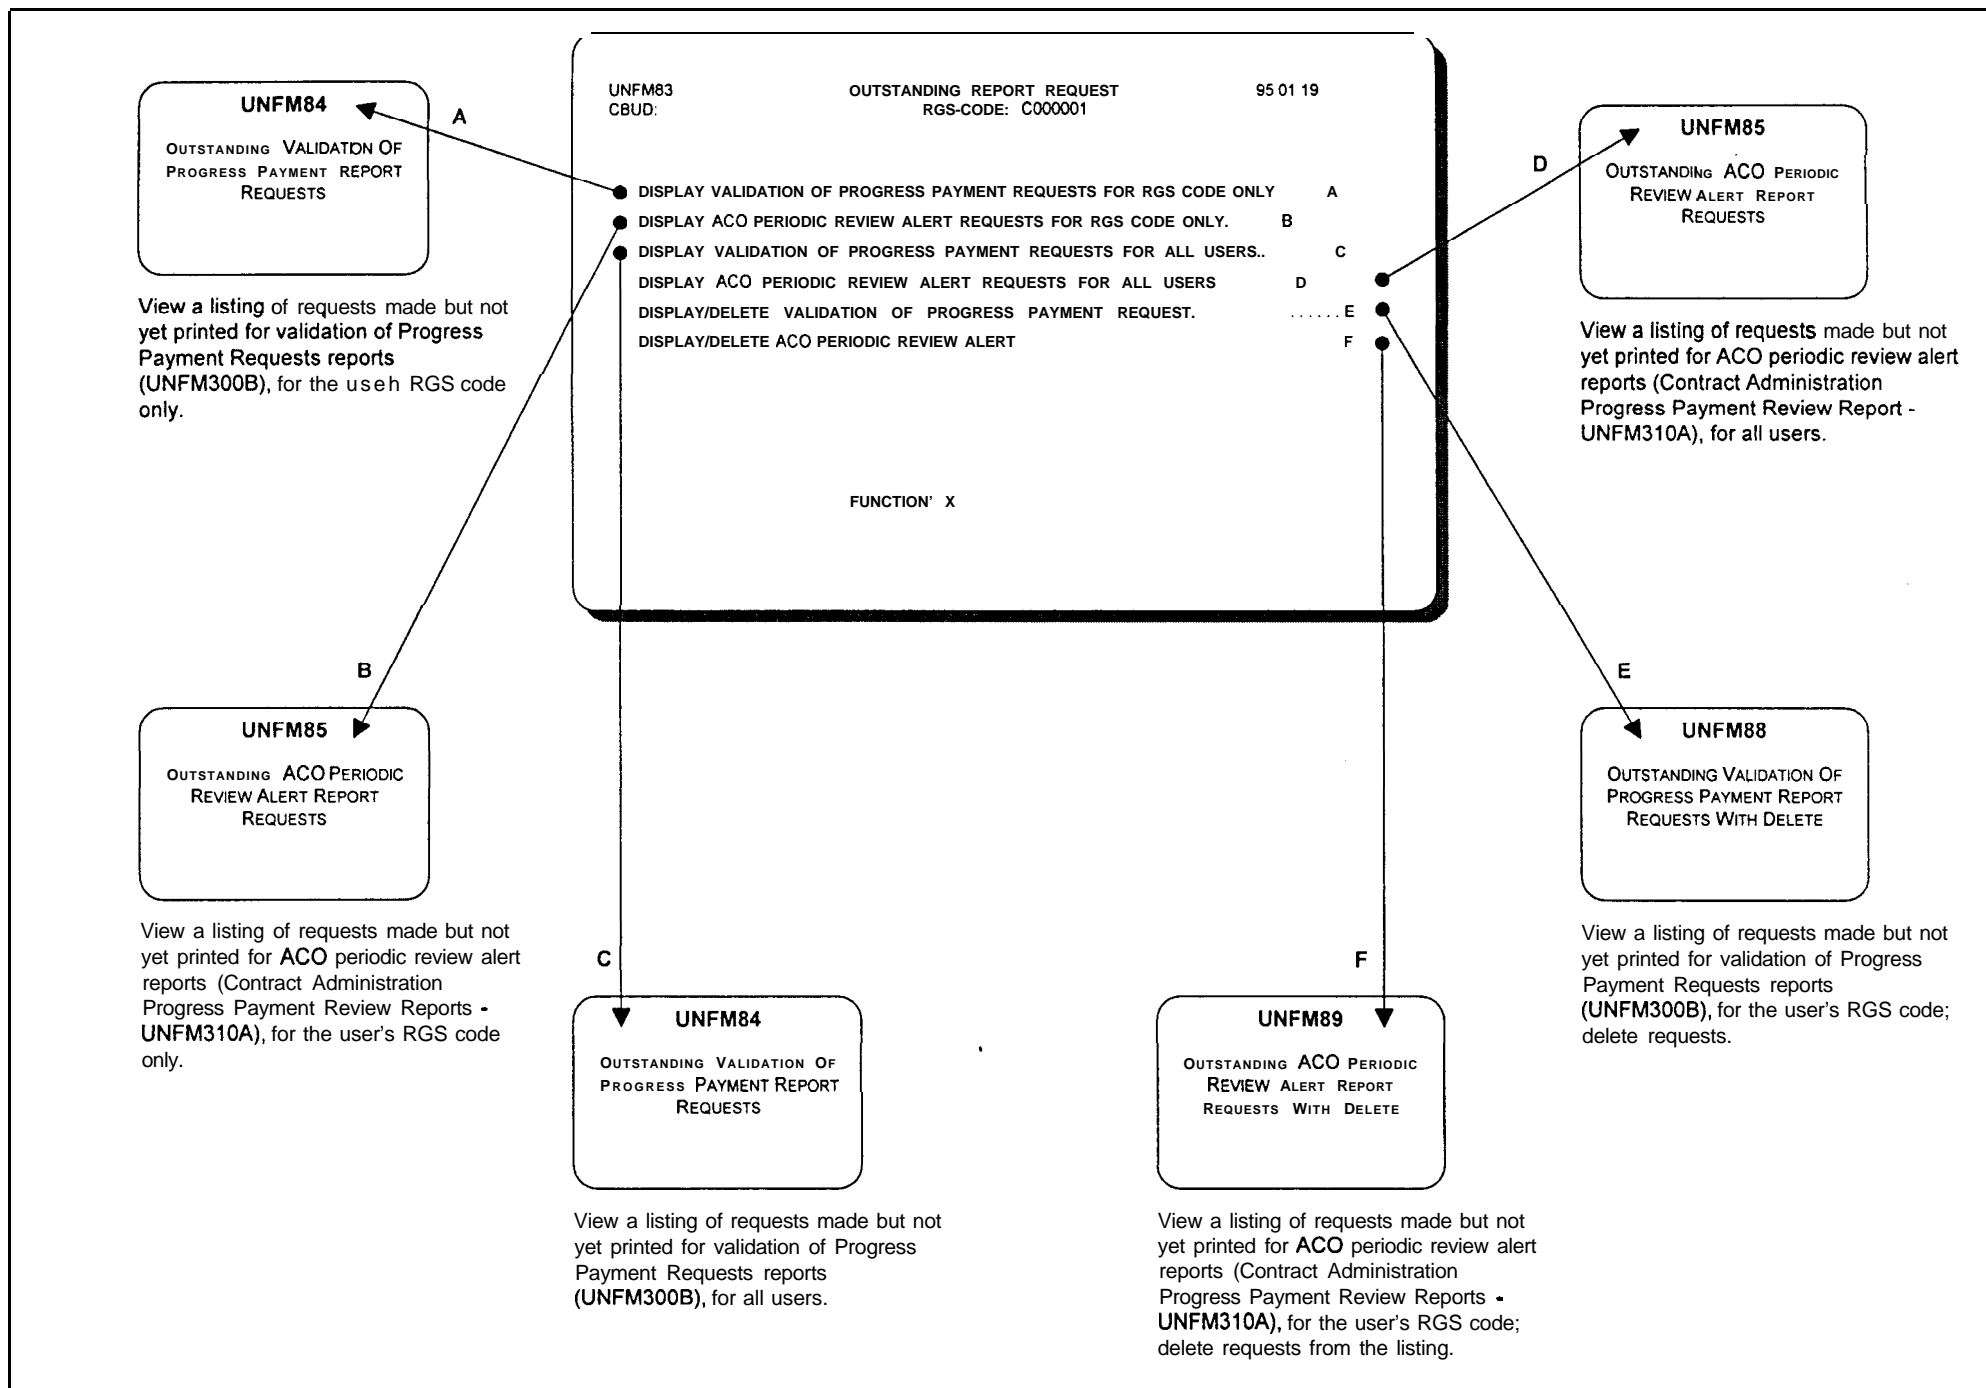 UNFM83 OUTSTANDING REPORT REQUEST 95 01 19
CBUD: RGS-CODE: C000001
DISPLAY VALIDATION OF PROGRESS PAYMENT REQUESTS FOR RGS CODE ONLY A
DISPLAY ACO PERIODIC REVIEW ALERT REQUESTS FOR RGS CODE ONLY. B
DISPLAY VALIDATION OF PROGRESS PAYMENT REQUESTS FOR ALL USERS.. C
DISPLAY ACO PERIODIC REVIEW ALERT REQUESTS FOR ALL USERS D
DISPLAY/DELETE VALIDATION OF PROGRESS PAYMENT REQUEST. ......E
DISPLAY/DELETE ACO PERIODIC REVIEW ALERT F
FUNCTION' X
A
UNFM84
OUTSTANDING VALIDATION OF
PROGRESS PAYMENT REPORT
REQUESTS
View a listing of requests made but not
yet printed for validation of Progress
Payment Requests reports
(UNFM300B), for the useh RGS code
only.
D
UNFM85
OUTSTANDING ACO PERIODIC
REVIEW ALERT REPORT
REQUESTS
View a listing of requests made but not
yet printed for ACO periodic review alert
reports (Contract Administration
Progress Payment Review Report -
UNFM310A), for all users.
B
UNFM85
OUTSTANDING ACO PERIODIC
REVIEW ALERT REPORT
REQUESTS
View a listing of requests made but not
yet printed for ACO periodic review alert
reports (Contract Administration
Progress Payment Review Reports -
UNFM310A), for the user's RGS code
only.
E
UNFM88
OUTSTANDING VALIDATION OF
PROGRESS PAYMENT REPORT
REQUESTS WITH DELETE
View a listing of requests made but not
yet printed for validation of Progress
Payment Requests reports
(UNFM300B), for the user's RGS code;
delete requests.
C
UNFM84
OUTSTANDING VALIDATION OF
PROGRESS PAYMENT REPORT
REQUESTS
View a listing of requests made but not
yet printed for validation of Progress
Payment Requests reports
(UNFM300B), for all users.
F
UNFM89
OUTSTANDING ACO PERIODIC
REVIEW ALERT REPORT
REQUESTS WITH DELETE
View a listing of requests made but not
yet printed for ACO periodic review alert
reports (Contract Administration
Progress Payment Review Reports -
UNFM310A), for the user's RGS code;
delete requests from the listing.